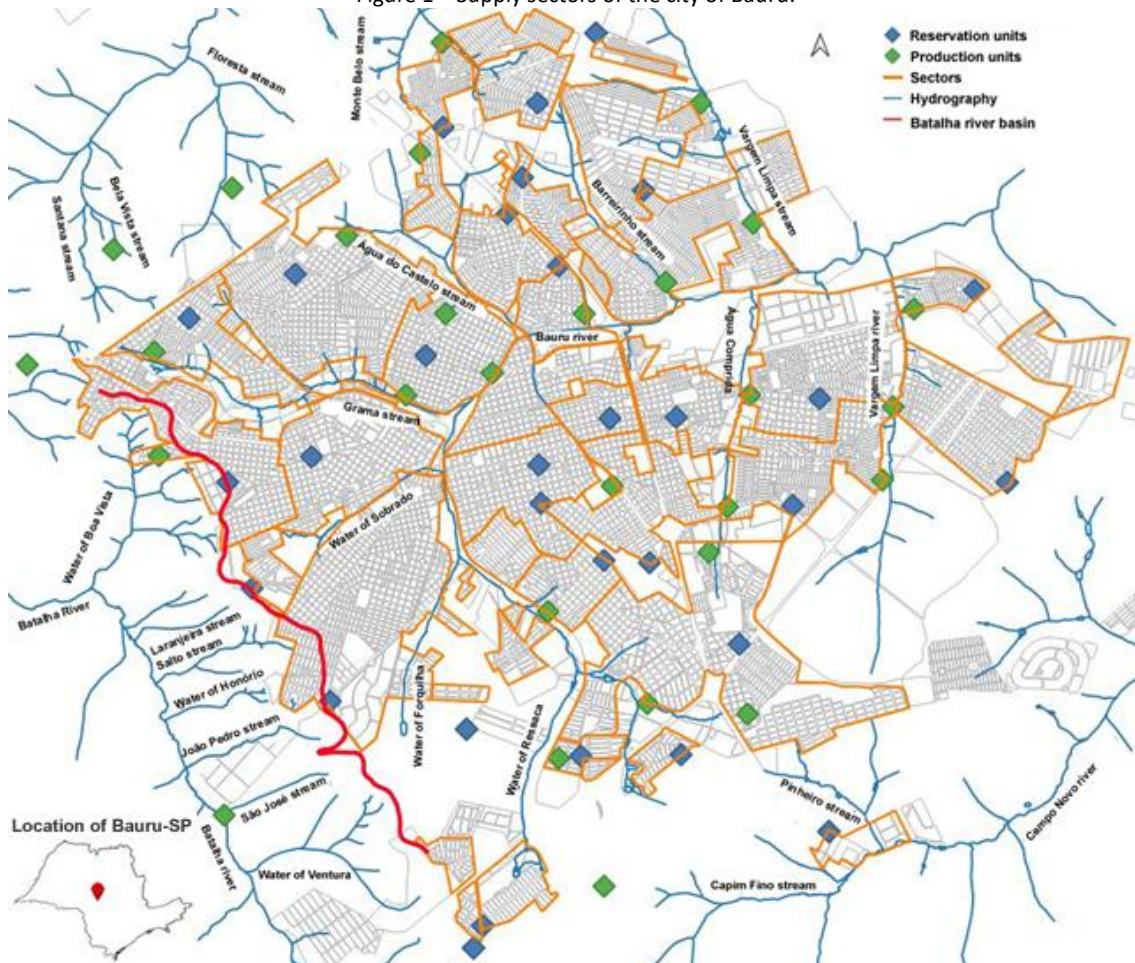 Figure 1 – Supply sectors of the city of Bauru.
Reservation units
Production units
Sectors
Hydrography
Batalha river basin
Floresta stream
Monte Belo stream
Vargem Limpa stream
Bela Vista stream
Santana stream
Barreirinho stream
Água do Castelo stream
Bauru river
Água Comprida
Vargem Limpa river
Grama stream
Water of Sobrado
Water of Boa Vista
Batalha River
Laranjeira stream
Salto stream
Water of Honório
João Pedro stream
Water of Forquilha
Water of Ressaca
São José stream
Pinheiro stream
Campo Novo river
Location of Bauru-SP
Batalha river
Water of Ventura
Capim Fino stream